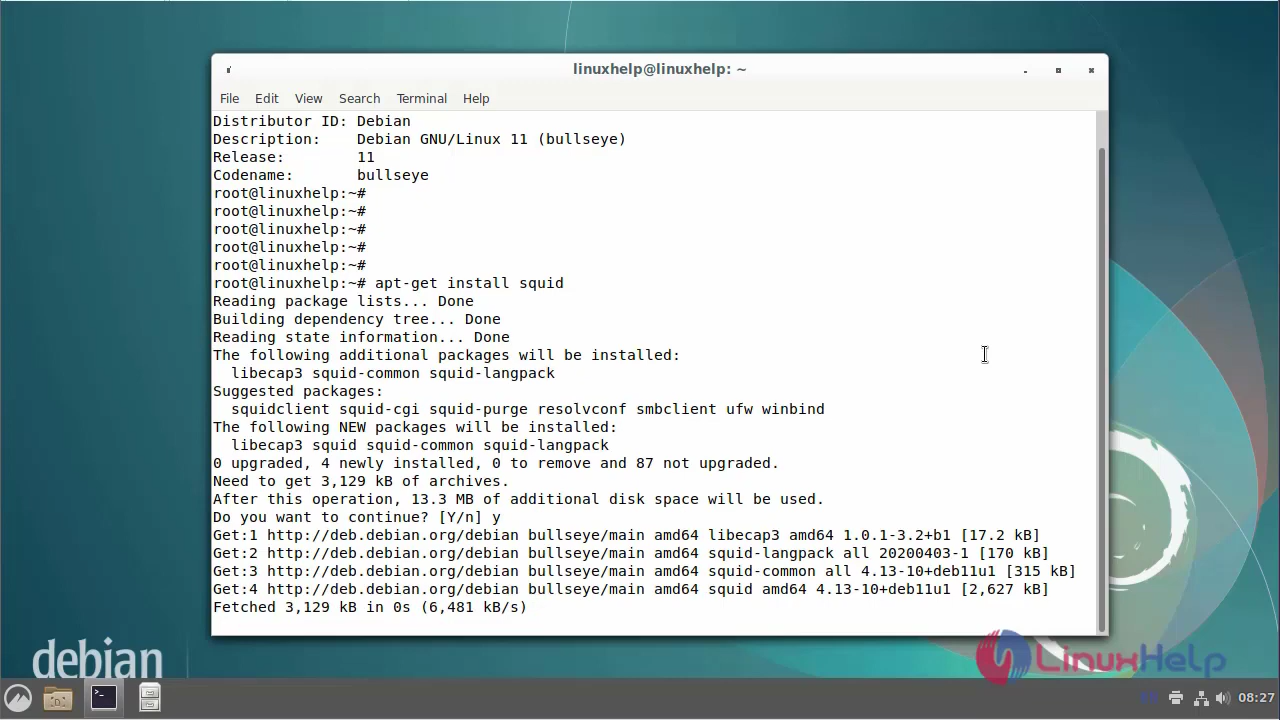 linuxhelp@linuxhelp: ~
File Edit View Search Terminal Help
Distributor ID: Debian
Description:    Debian GNU/Linux 11 (bullseye)
Release:        11
Codename:       bullseye
root@linuxhelp:~#
root@linuxhelp:~#
root@linuxhelp:~#
root@linuxhelp:~#
root@linuxhelp:~#
root@linuxhelp:~# apt-get install squid
Reading package lists... Done
Building dependency tree... Done
Reading state information... Done
The following additional packages will be installed:
  libecap3 squid-common squid-langpack
Suggested packages:
  squidclient squid-cgi squid-purge resolvconf smbclient ufw winbind
The following NEW packages will be installed:
  libecap3 squid squid-common squid-langpack
0 upgraded, 4 newly installed, 0 to remove and 87 not upgraded.
Need to get 3,129 kB of archives.
After this operation, 13.3 MB of additional disk space will be used.
Do you want to continue? [Y/n] y
Get:1 http://deb.debian.org/debian bullseye/main amd64 libecap3 amd64 1.0.1-3.2+b1 [17.2 kB]
Get:2 http://deb.debian.org/debian bullseye/main amd64 squid-langpack all 20200403-1 [170 kB]
Get:3 http://deb.debian.org/debian bullseye/main amd64 squid-common all 4.13-10+deb11u1 [315 kB]
Get:4 http://deb.debian.org/debian bullseye/main amd64 squid amd64 4.13-10+deb11u1 [2,627 kB]
Fetched 3,129 kB in 0s (6,481 kB/s)
debian
LinuxHelp
08:27